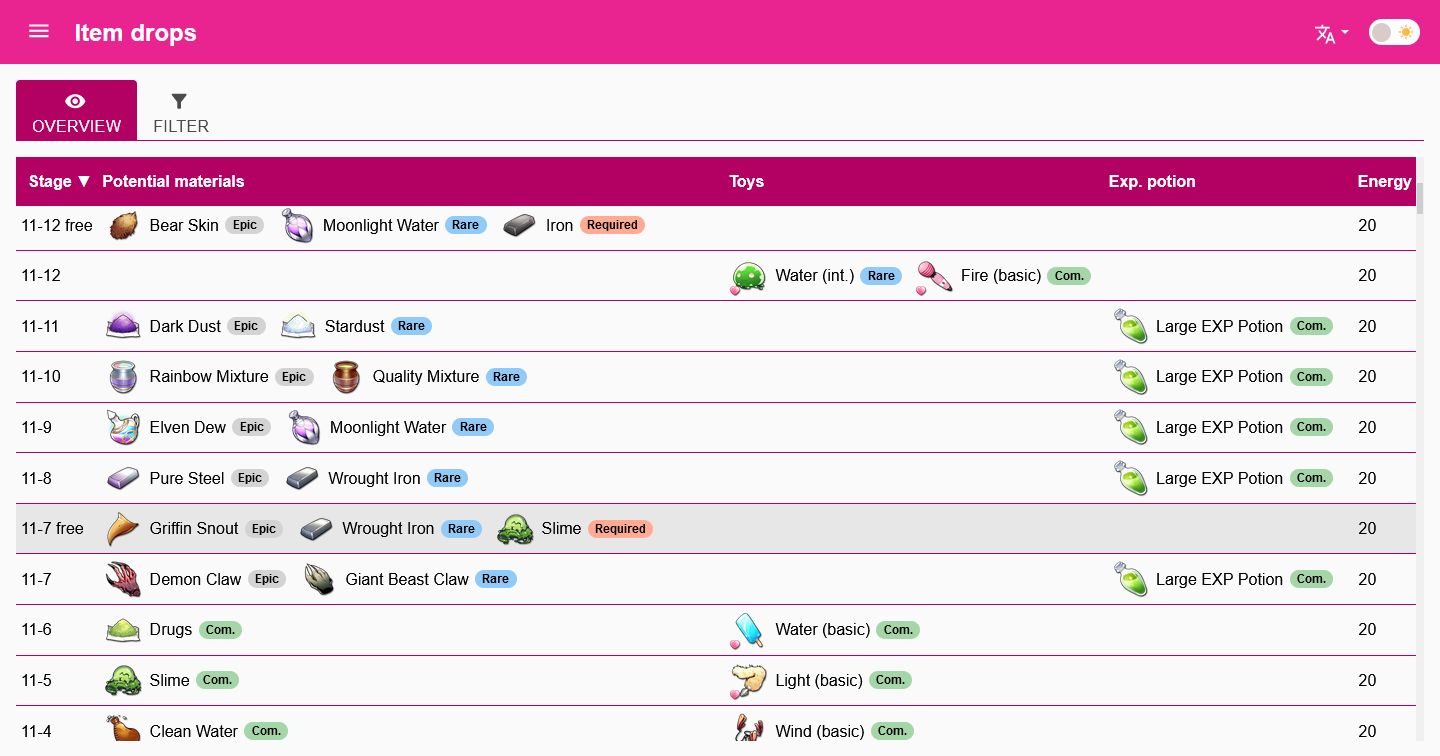 Item drops
OVERVIEW
FILTER
Stage ▼ Potential materials Toys Exp. potion Energy
11-12 free Bear Skin Epic Moonlight Water Rare Iron Required 20
11-12 Water (int.) Rare Fire (basic) Com. 20
11-11 Dark Dust Epic Stardust Rare Large EXP Potion Com. 20
11-10 Rainbow Mixture Epic Quality Mixture Rare Large EXP Potion Com. 20
11-9 Elven Dew Epic Moonlight Water Rare Large EXP Potion Com. 20
11-8 Pure Steel Epic Wrought Iron Rare Large EXP Potion Com. 20
11-7 free Griffin Snout Epic Wrought Iron Rare Slime Required 20
11-7 Demon Claw Epic Giant Beast Claw Rare Large EXP Potion Com. 20
11-6 Drugs Com. Water (basic) Com. 20
11-5 Slime Com. Light (basic) Com. 20
11-4 Clean Water Com. Wind (basic) Com. 20